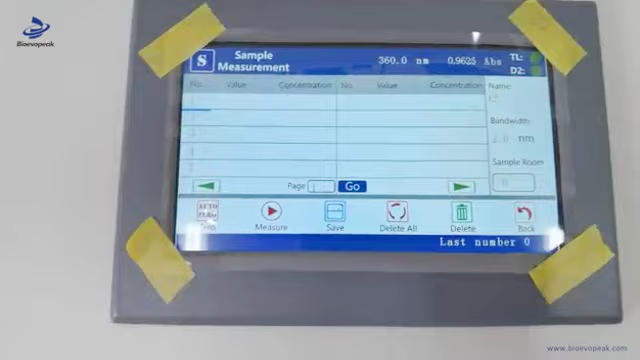 Bioevopeak
S
Sample Measurement
360.0 nm 0.9625 Abs
TL:
D2:
No. Value Concentration No. Value Concentration
Name:
Bandwidth
2.0 nm
Sample Room
Page Go
AUTO
Measure Save Delete All Delete Back
Last number 0
www.bioevopeak.com